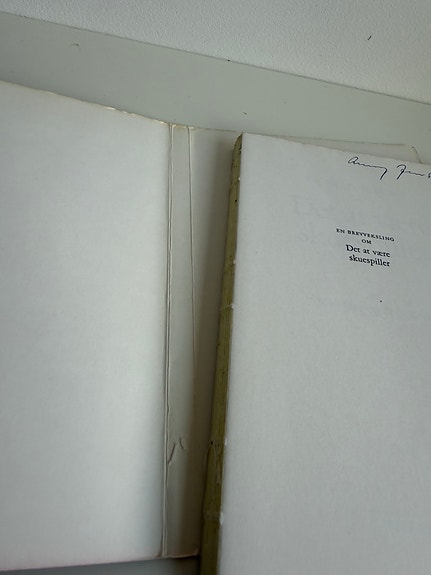 EN BREVVEKSLING
OM
Det at være
skuespiller